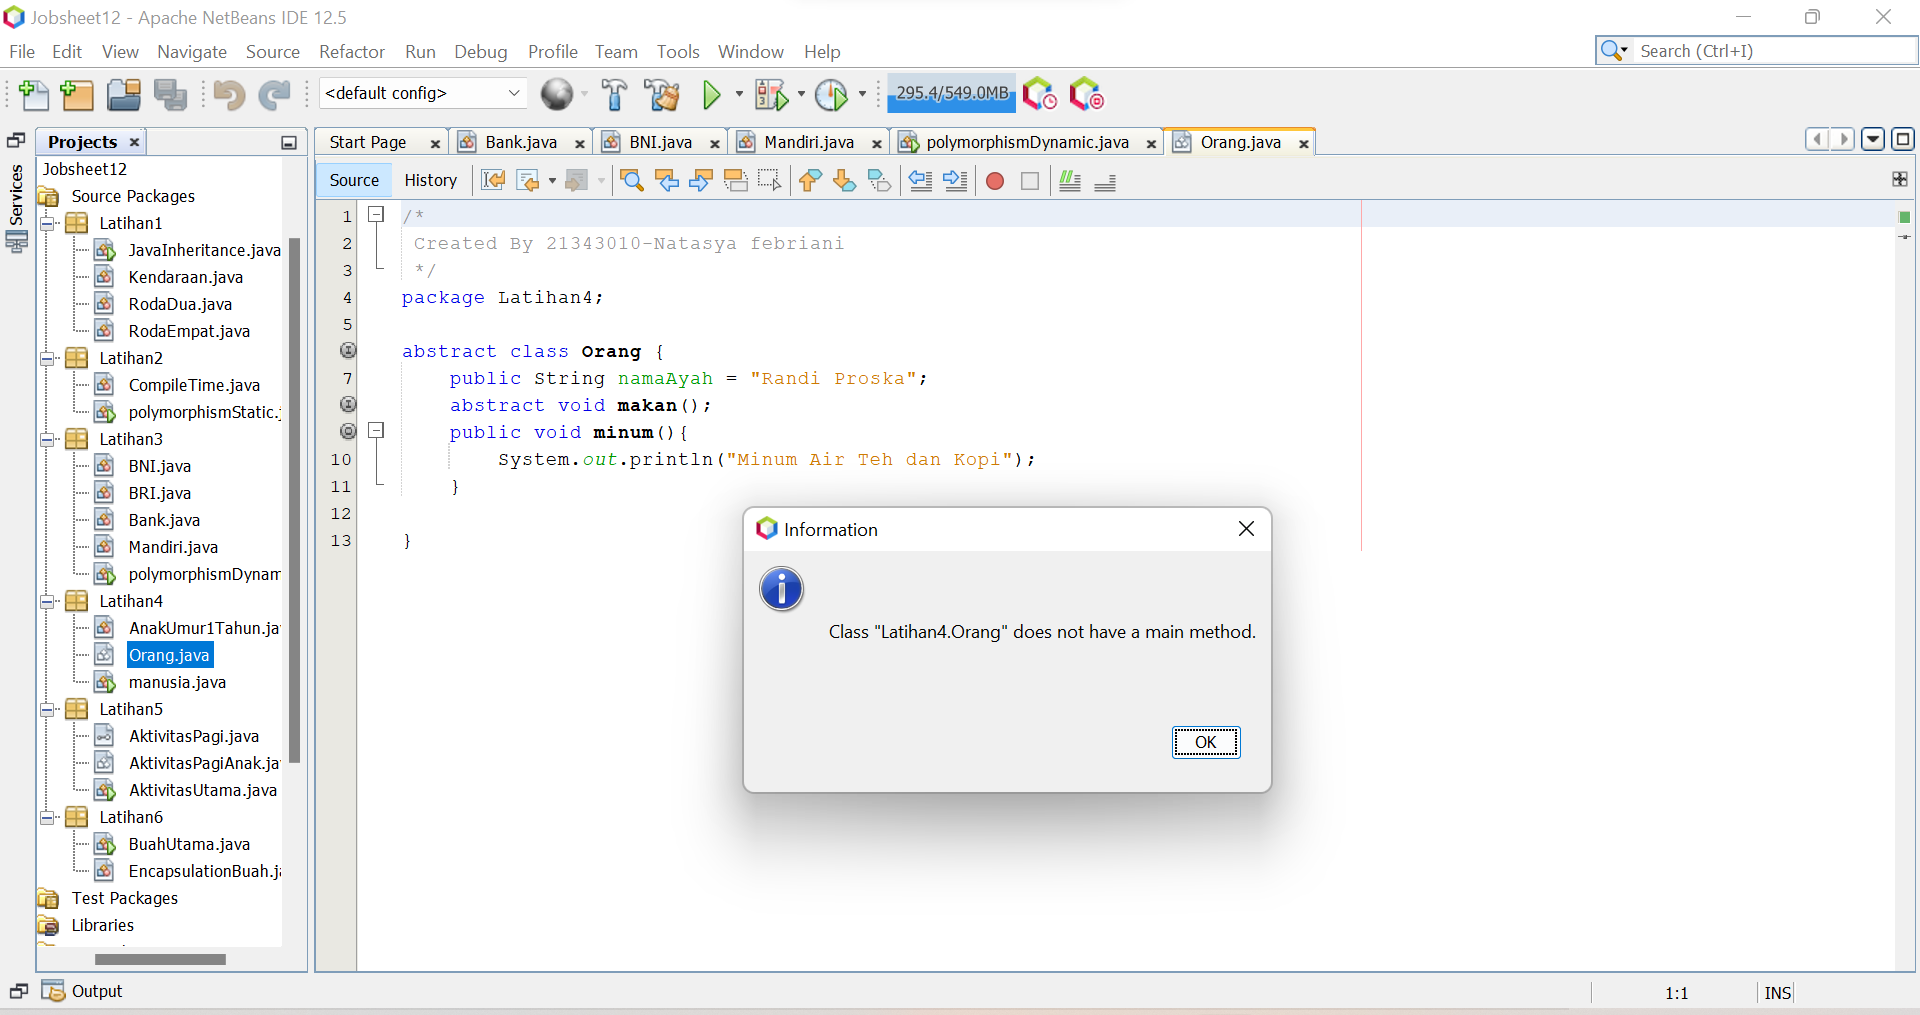 Jobsheet12 - Apache NetBeans IDE 12.5
File Edit View Navigate Source Refactor Run Debug Profile Team Tools Window Help
Search (Ctrl+I)
<default config>
295.4/549.0MB
Projects
Start Page Bank.java BNI.java Mandiri.java polymorphismDynamic.java Orang.java
Services
Source History
Jobsheet12
Source Packages
Latihan1
JavaInheritance.java
Kendaraan.java
RodaDua.java
RodaEmpat.java
Latihan2
CompileTime.java
polymorphismStatic.j
Latihan3
BNI.java
BRI.java
Bank.java
Mandiri.java
polymorphismDynam
Latihan4
AnakUmur1Tahun.ja
Orang.java
manusia.java
Latihan5
AktivitasPagi.java
AktivitasPagiAnak.ja
AktivitasUtama.java
Latihan6
BuahUtama.java
EncapsulationBuah.j
Test Packages
Libraries
1 /*
2 Created By 21343010-Natasya febriani
3 */
4 package Latihan4;
5
abstract class Orang {
7 public String namaAyah = "Randi Proska";
abstract void makan();
public void minum(){
10 System.out.println("Minum Air Teh dan Kopi");
11 }
12
13 }
Information
Class "Latihan4.Orang" does not have a main method.
OK
Output
1:1 INS